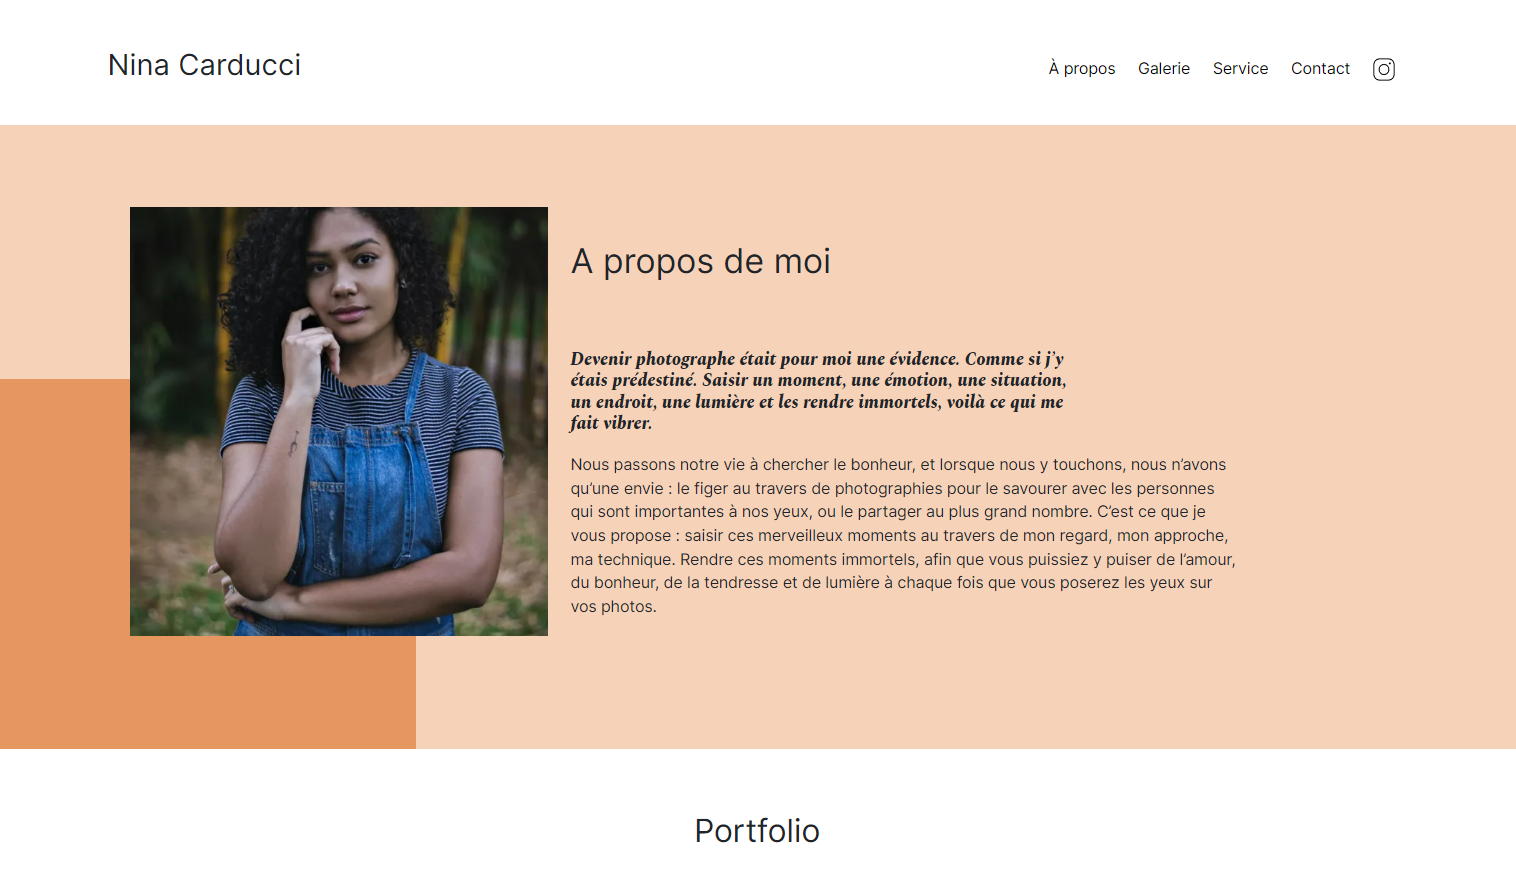 Nina Carducci
À propos Galerie Service Contact
A propos de moi
Devenir photographe était pour moi une évidence. Comme si j’y
étais prédestiné. Saisir un moment, une émotion, une situation,
un endroit, une lumière et les rendre immortels, voilà ce qui me
fait vibrer.
Nous passons notre vie à chercher le bonheur, et lorsque nous y touchons, nous n’avons
qu’une envie : le figer au travers de photographies pour le savourer avec les personnes
qui sont importantes à nos yeux, ou le partager au plus grand nombre. C’est ce que je
vous propose : saisir ces merveilleux moments au travers de mon regard, mon approche,
ma technique. Rendre ces moments immortels, afin que vous puissiez y puiser de l’amour,
du bonheur, de la tendresse et de lumière à chaque fois que vous poserez les yeux sur
vos photos.
Portfolio